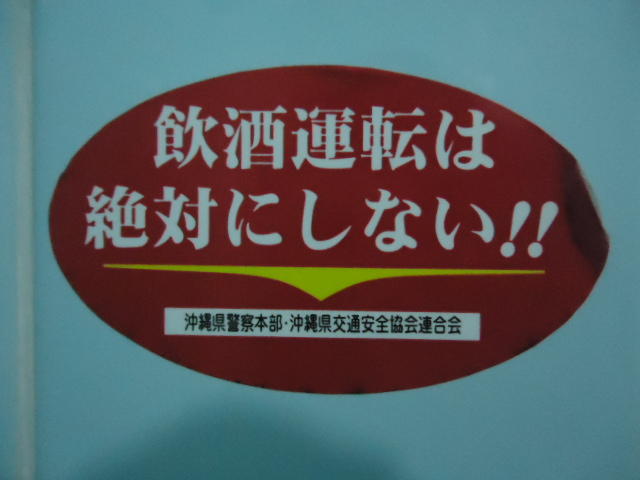 飲酒運転は
絶対にしない!!
沖縄県警察本部・沖縄県交通安全協会連合会